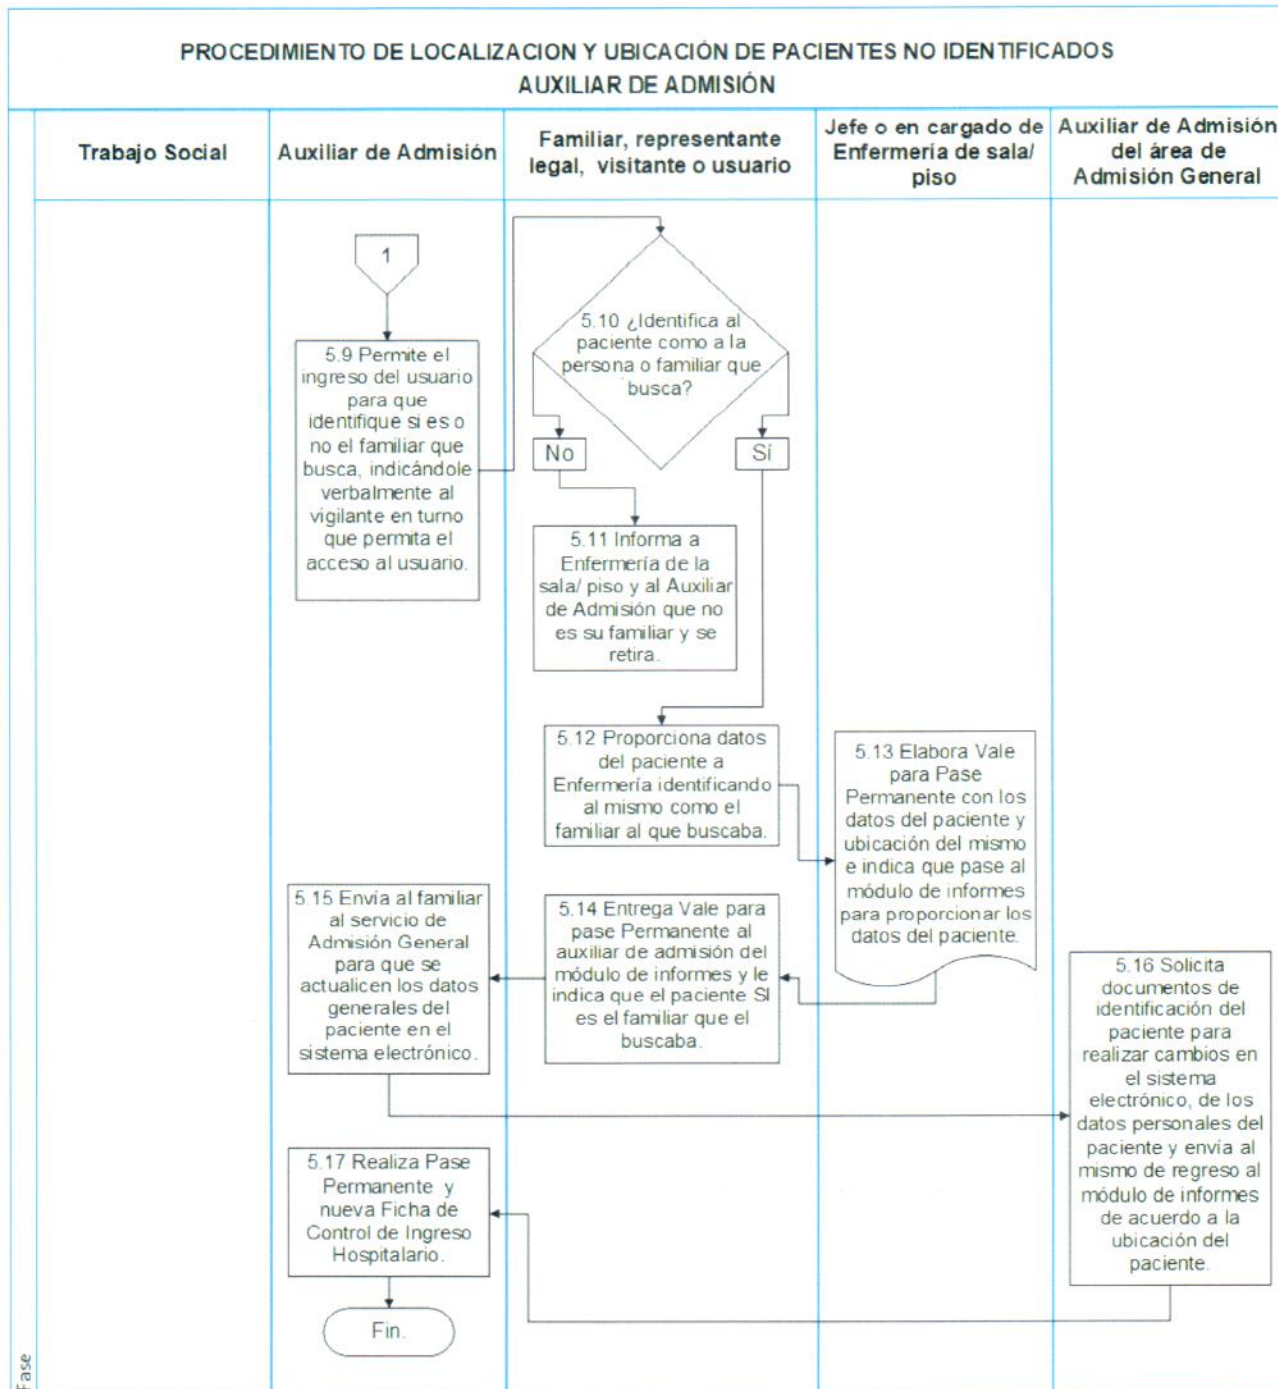 PROCEDIMIENTO DE LOCALIZACION Y UBICACIÓN DE PACIENTES NO IDENTIFICADOS
AUXILIAR DE ADMISIÓN
Trabajo Social
Auxiliar de Admisión
Familiar, representante
legal, visitante o usuario
Jefe o en cargado de
Enfermería de sala/
piso
Auxiliar de Admisión
del área de
Admisión General
1
5.9 Permite el
ingreso del usuario
para que
identifique si es o
no el familiar que
busca, indicándole
verbalmente al
vigilante en turno
que permita el
acceso al usuario.
5.10 ¿Identifica al
paciente como a la
persona o familiar que
busca?
No
Sí
5.11 Informa a
Enfermería de la
sala/ piso y al Auxiliar
de Admisión que no
es su familiar y se
retira.
5.12 Proporciona datos
del paciente a
Enfermería identificando
al mismo como el
familiar al que buscaba.
5.13 Elabora Vale
para Pase
Permanente con los
datos del paciente y
ubicación del mismo
e indica que pase al
módulo de informes
para proporcionar los
datos del paciente.
5.14 Entrega Vale para
pase Permanente al
auxiliar de admisión del
módulo de informes y le
indica que el paciente SI
es el familiar que el
buscaba.
5.15 Envía al familiar
al servicio de
Admisión General
para que se
actualicen los datos
generales del
paciente en el
sistema electrónico.
5.16 Solicita
documentos de
identificación del
paciente para
realizar cambios en
el sistema
electrónico, de los
datos personales del
paciente y envía al
mismo de regreso al
módulo de informes
de acuerdo a la
ubicación del
paciente.
5.17 Realiza Pase
Permanente y
nueva Ficha de
Control de Ingreso
Hospitalario.
Fin.
Fase